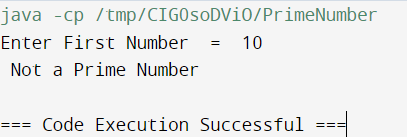 java -cp /tmp/CIGOsoDViO/PrimeNumber
Enter First Number  =  10
 Not a Prime Number
=== Code Execution Successful ===